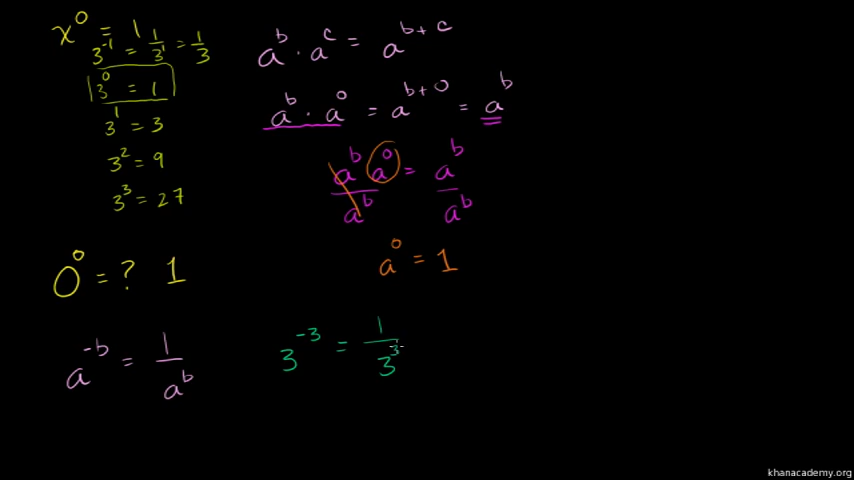 x⁰ = 1
3⁻¹ = 1/3¹ = 1/3
3⁰ = 1
3¹ = 3
3² = 9
3³ = 27
aᵇ · aᶜ = aᵇ⁺ᶜ
aᵇ · a⁰ = aᵇ⁺⁰ = aᵇ
aᵇ a⁰ / aᵇ = aᵇ / aᵇ
0⁰ = ? 1
a⁰ = 1
a⁻ᵇ = 1/aᵇ
3⁻³ = 1/3³
khanacademy.org